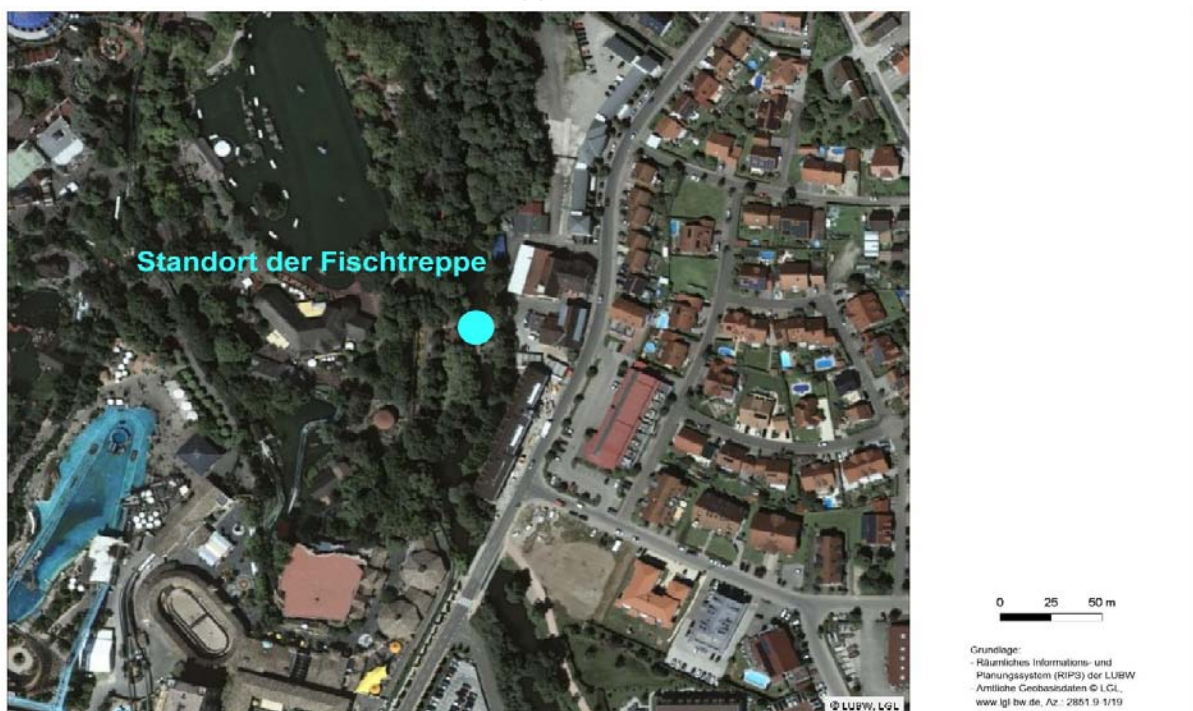 Standort der Fischtreppe
0 25 50 m
Grundlage:
- Räumliches Informations- und
Planungssystem (RIPS) der LUBW
- Amtliche Geobasisdaten © LGL,
www.lgl-bw.de, Az.: 2851.9-1/19
© LUBW, LGL